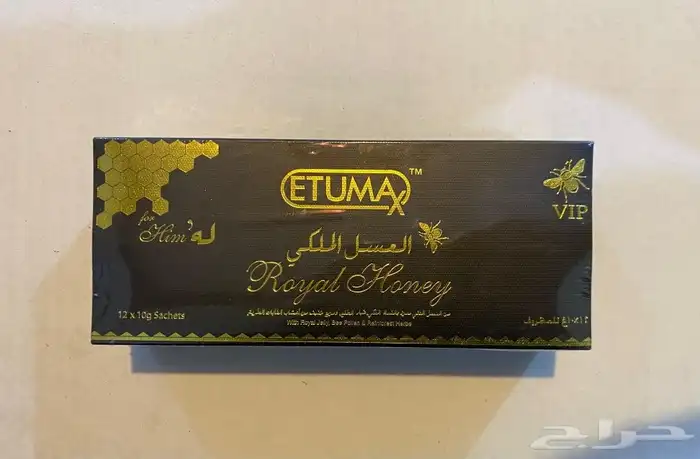 ETUMAX™
VIP
for
Him له
العسل الملكي
Royal Honey
12 x 10g Sachets
With Royal Jelly, Bee Pollen & Rainforest Herbs
حراج